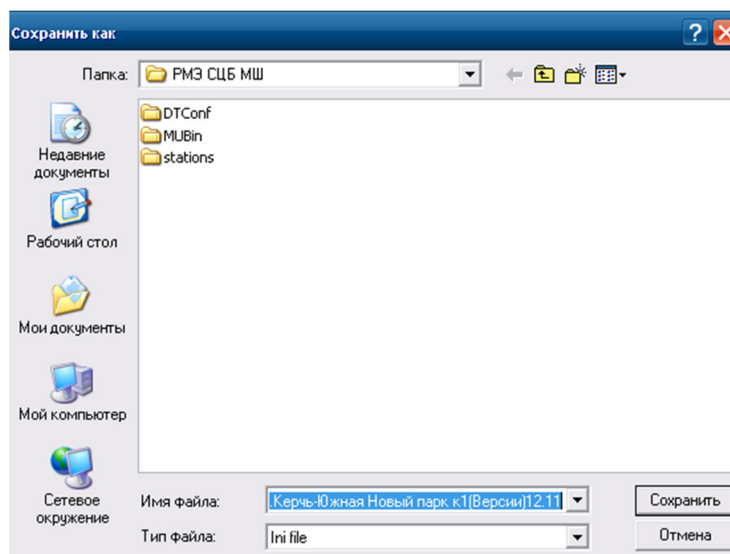 Сохранить как
Папка: РМЭ СЦБ МШ
DTConf
MUBin
stations
Недавние
документы
Рабочий стол
Мои документы
Мой компьютер
Сетевое
окружение
Имя файла: .Керчь-Южная Новый парк к1(Версии)12.11
Сохранить
Тип файла: Ini file
Отмена